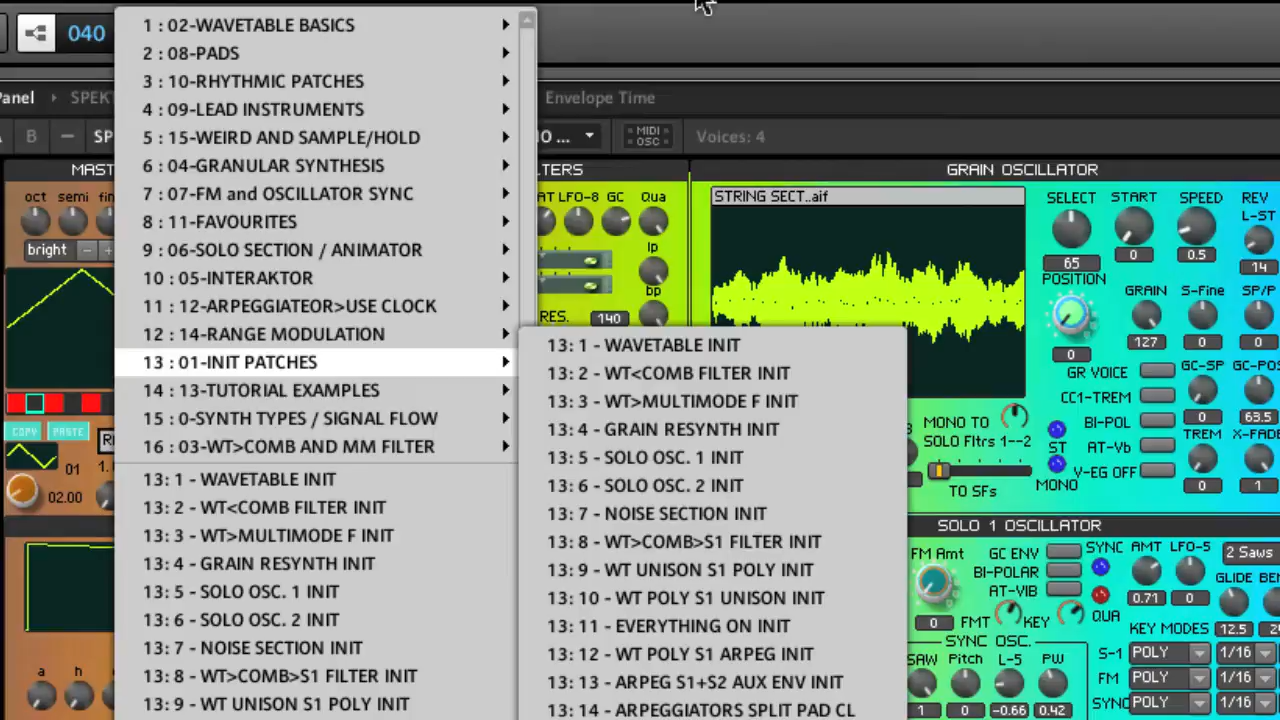 040
1 : 02-WAVETABLE BASICS
2 : 08-PADS
3 : 10-RHYTHMIC PATCHES
4 : 09-LEAD INSTRUMENTS
5 : 15-WEIRD AND SAMPLE/HOLD
6 : 04-GRANULAR SYNTHESIS
7 : 07-FM and OSCILLATOR SYNC
8 : 11-FAVOURITES
9 : 06-SOLO SECTION / ANIMATOR
10 : 05-INTERAKTOR
11 : 12-ARPEGGIATEOR>USE CLOCK
12 : 14-RANGE MODULATION
13 : 01-INIT PATCHES
14 : 13-TUTORIAL EXAMPLES
15 : 0-SYNTH TYPES / SIGNAL FLOW
16 : 03-WT>COMB AND MM FILTER
13: 1 - WAVETABLE INIT
13: 2 - WT<COMB FILTER INIT
13: 3 - WT>MULTIMODE F INIT
13: 4 - GRAIN RESYNTH INIT
13: 5 - SOLO OSC. 1 INIT
13: 6 - SOLO OSC. 2 INIT
13: 7 - NOISE SECTION INIT
13: 8 - WT>COMB>S1 FILTER INIT
13: 9 - WT UNISON S1 POLY INIT
13: 1 - WAVETABLE INIT
13: 2 - WT<COMB FILTER INIT
13: 3 - WT>MULTIMODE F INIT
13: 4 - GRAIN RESYNTH INIT
13: 5 - SOLO OSC. 1 INIT
13: 6 - SOLO OSC. 2 INIT
13: 7 - NOISE SECTION INIT
13: 8 - WT>COMB>S1 FILTER INIT
13: 9 - WT UNISON S1 POLY INIT
13: 10 - WT POLY S1 UNISON INIT
13: 11 - EVERYTHING ON INIT
13: 12 - WT POLY S1 ARPEG INIT
13: 13 - ARPEG S1+S2 AUX ENV INIT
13: 14 - ARPEGGIATORS SPLIT PAD CL
Panel SPEKT
Envelope Time
B SP
O ...
MIDI
OSC
Voices: 4
MAST
oct semi fin
bright - +
COPY PASTE
01
02.00
a h
TERS
AT LFO-8 GC Qua
lp
bp
RES. 140
GRAIN OSCILLATOR
STRING SECT..aif
SELECT START SPEED REV
L-ST
65 0 0.5 14
POSITION
GRAIN S-Fine SP/P
0 127 0 0
GR VOICE GC-SP GC-POS
CC1-TREM
MONO TO BI-POL 0 63.5
SOLO Fltrs 1--2 ST AT-Vb TREM X-FADE
MONO V-EG OFF
TO SFs 0 1
SOLO 1 OSCILLATOR
FM Amt GC ENV SYNC AMT LFO-5 2 Saws
BI-POLAR GLIDE BEN
AT-VIB 0.71 0
0 FMT KEY QUA KEY MODES 12.5
SYNC OSC. S-1 POLY 1/16
SAW Pitch L-5 PW FM POLY 1/16
1 0 -0.66 0.42 SYNC POLY 1/16